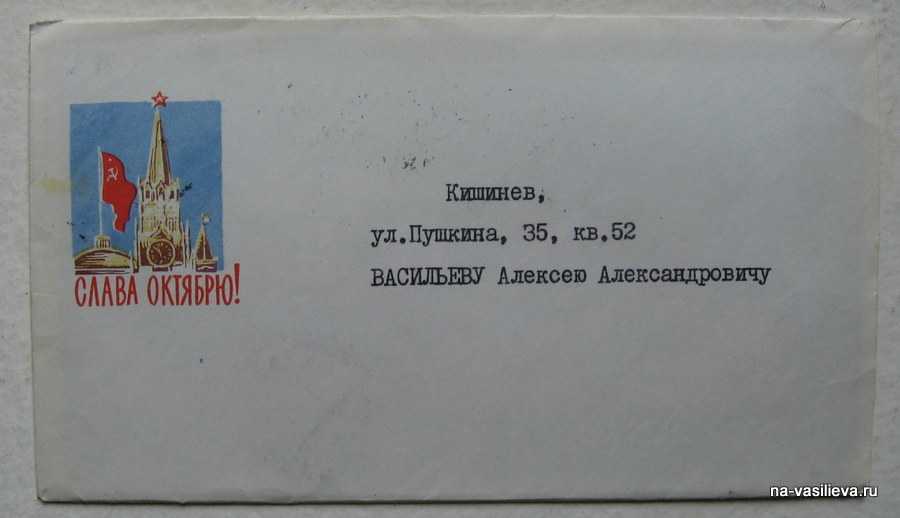 СЛАВА ОКТЯБРЮ!
Кишинев,
ул.Пушкина, 35, кв.52
ВАСИЛЬЕВУ Алексею Александровичу
na-vasilieva.ru